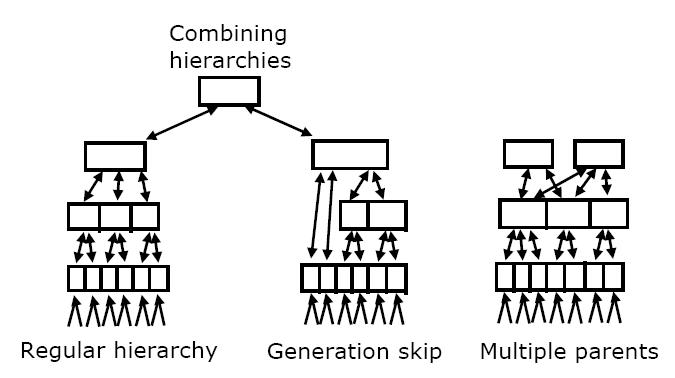 Combining
hierarchies
Regular hierarchy
Generation skip
Multiple parents